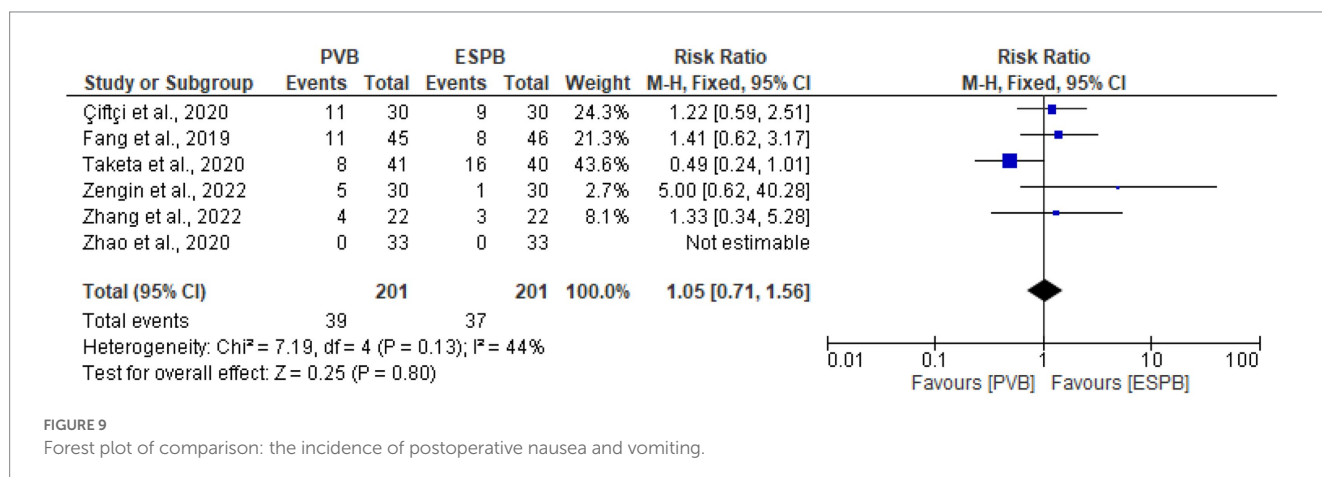 PVB ESPB Risk Ratio Risk Ratio
Study or Subgroup Events Total Events Total Weight M-H, Fixed, 95% CI M-H, Fixed, 95% CI
Çiftçi et al., 2020 11 30 9 30 24.3% 1.22 [0.59, 2.51]
Fang et al., 2019 11 45 8 46 21.3% 1.41 [0.62, 3.17]
Taketa et al., 2020 8 41 16 40 43.6% 0.49 [0.24, 1.01]
Zengin et al., 2022 5 30 1 30 2.7% 5.00 [0.62, 40.28]
Zhang et al., 2022 4 22 3 22 8.1% 1.33 [0.34, 5.28]
Zhao et al., 2020 0 33 0 33 Not estimable
Total (95% CI) 201 201 100.0% 1.05 [0.71, 1.56]
Total events 39 37
Heterogeneity: Chi² = 7.19, df = 4 (P = 0.13); I² = 44%
Test for overall effect: Z = 0.25 (P = 0.80)
0.01 0.1 1 10 100
Favours [PVB] Favours [ESPB]
FIGURE 9
Forest plot of comparison: the incidence of postoperative nausea and vomiting.